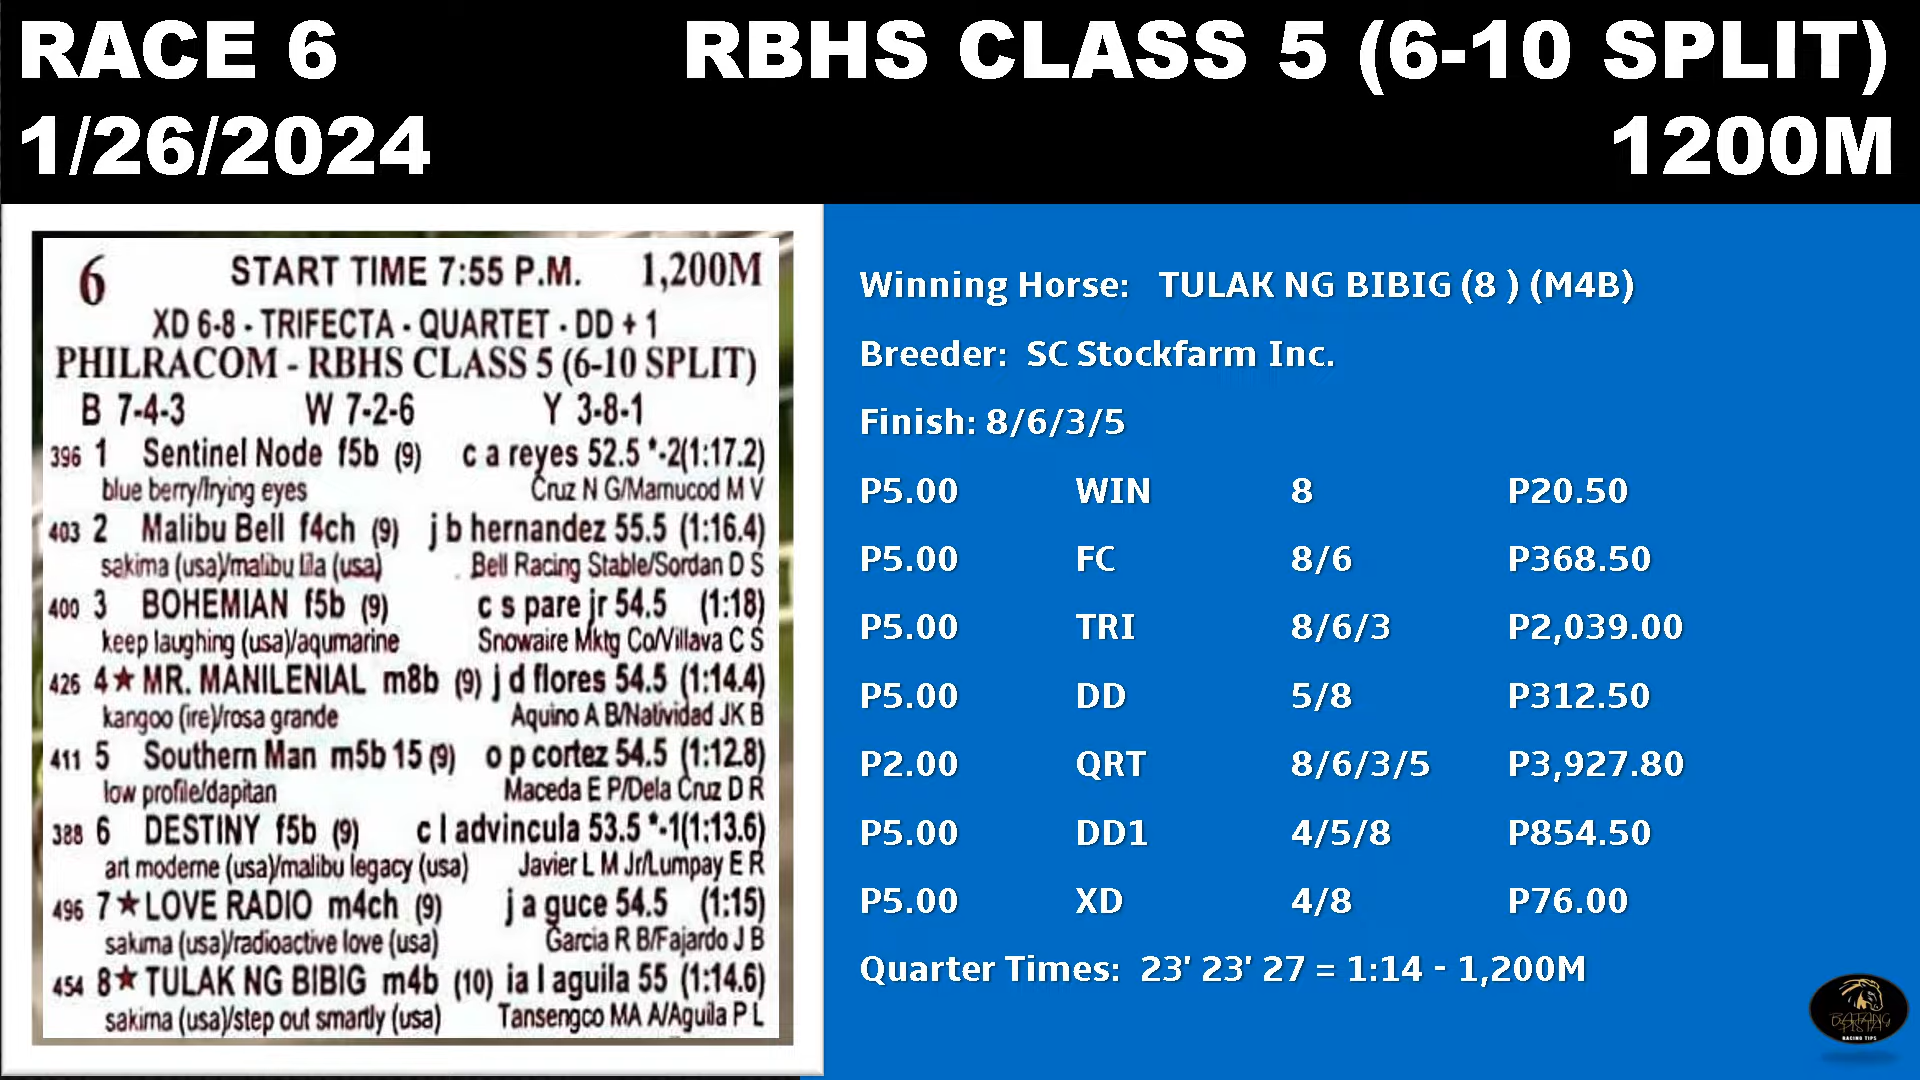 RACE 6
1/26/2024
RBHS CLASS 5 (6-10 SPLIT)
1200M
6 START TIME 7:55 P.M. 1,200M
XD 6-8 - TRIFECTA - QUARTET - DD + 1
PHILRACOM - RBHS CLASS 5 (6-10 SPLIT)
B 7-4-3 W 7-2-6 Y 3-8-1
396 1 Sentinel Node f5b (9) c a reyes 52.5 *-2(1:17.2)
blue berry/frying eyes Cruz N G/Mamucod M V
403 2 Malibu Bell f4ch (9) j b hernandez 55.5 (1:16.4)
sakima (usa)/malibu lila (usa) Bell Racing Stable/Sordan D S
400 3 BOHEMIAN f5b (9) c s pare jr 54.5 (1:18)
keep laughing (usa)/aqumarine Snowaire Mktg Co/Villava C S
426 4★ MR. MANILENIAL m8b (9) j d flores 54.5 (1:14.4)
kangoo (ire)/rosa grande Aquino A B/Natividad JK B
411 5 Southern Man m5b 15 (9) o p cortez 54.5 (1:12.8)
low profile/dapitan Maceda E P/Dela Cruz D R
388 6 DESTINY f5b (9) c l advincula 53.5 *-1(1:13.6)
art moderne (usa)/malibu legacy (usa) Javier L M Jr/Lumpay E R
496 7★ LOVE RADIO m4ch (9) j a guce 54.5 (1:15)
sakima (usa)/radioactive love (usa) Garcia R B/Fajardo J B
454 8★ TULAK NG BIBIG m4b (10) ia l aguila 55 (1:14.6)
sakima (usa)/step out smartly (usa) Tansengco MA A/Aguila P L
Winning Horse: TULAK NG BIBIG (8 ) (M4B)
Breeder: SC Stockfarm Inc.
Finish: 8/6/3/5
P5.00 WIN 8 P20.50
P5.00 FC 8/6 P368.50
P5.00 TRI 8/6/3 P2,039.00
P5.00 DD 5/8 P312.50
P2.00 QRT 8/6/3/5 P3,927.80
P5.00 DD1 4/5/8 P854.50
P5.00 XD 4/8 P76.00
Quarter Times: 23' 23' 27 = 1:14 - 1,200M
BATANG
PISTA
RACING TIPS